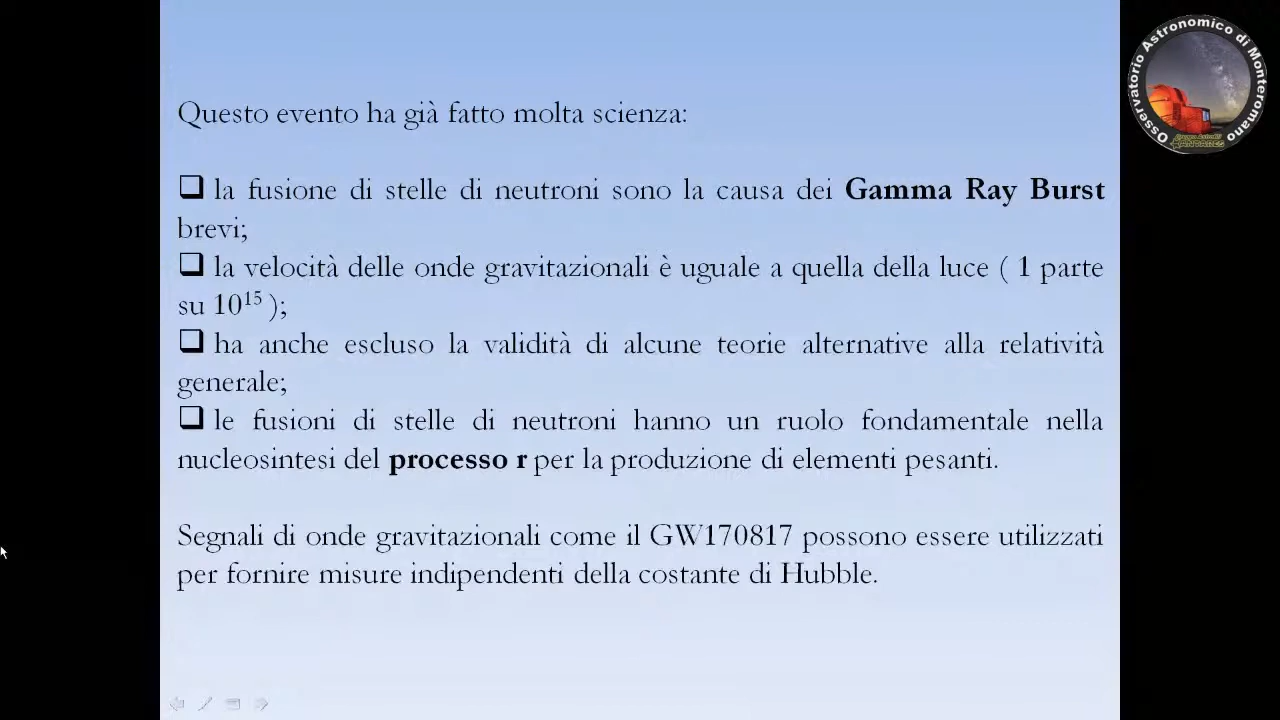 Questo evento ha già fatto molta scienza:
❑ la fusione di stelle di neutroni sono la causa dei Gamma Ray Burst
brevi;
❑ la velocità delle onde gravitazionali è uguale a quella della luce ( 1 parte
su 10¹⁵ );
❑ ha anche escluso la validità di alcune teorie alternative alla relatività
generale;
❑ le fusioni di stelle di neutroni hanno un ruolo fondamentale nella
nucleosintesi del processo r per la produzione di elementi pesanti.
Segnali di onde gravitazionali come il GW170817 possono essere utilizzati
per fornire misure indipendenti della costante di Hubble.
Osservatorio Astronomico di Monteromano
ANTARES